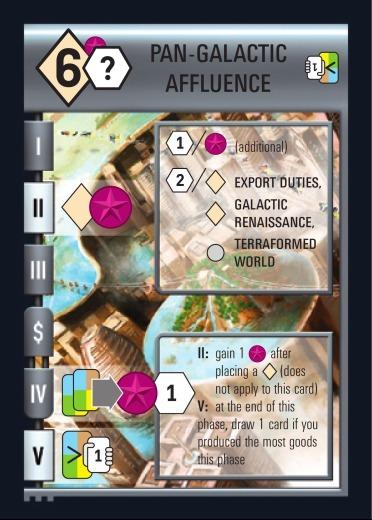 6 ?
PAN-GALACTIC
AFFLUENCE
1
I
II
III
$
IV
V
1 / (additional)
2 / EXPORT DUTIES,
GALACTIC
RENAISSANCE,
TERRAFORMED
WORLD
1
> 1
II: gain 1 after
placing a (does
not apply to this card)
V: at the end of this
phase, draw 1 card if you
produced the most goods
this phase